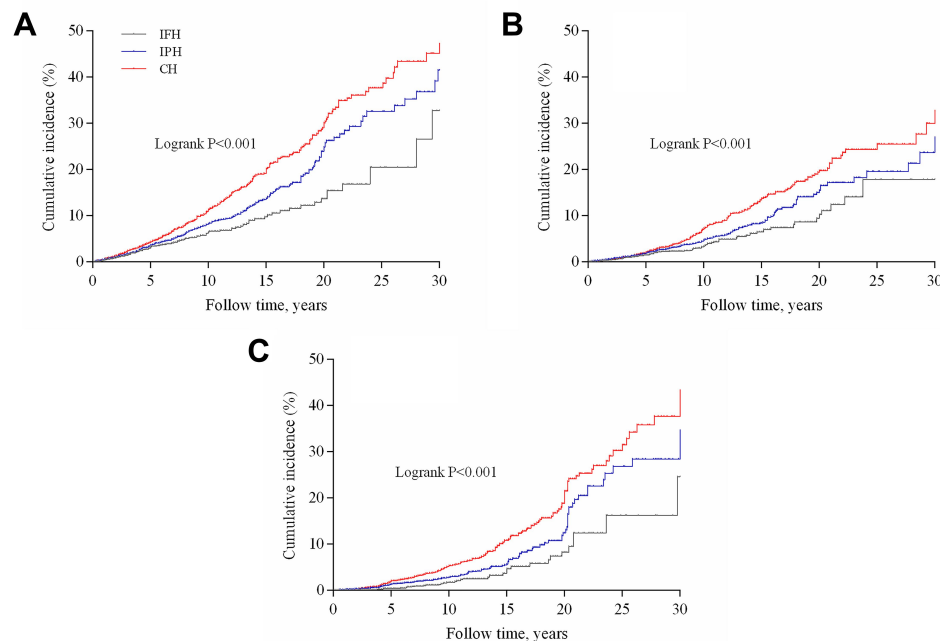 A
50
40
30
20
10
0
Cumulative incidence (%)
IFH
IPH
CH
Logrank P<0.001
0 5 10 15 20 25 30
Follow time, years
B
50
40
30
20
10
0
Cumulative incidence (%)
Logrank P<0.001
0 5 10 15 20 25 30
Follow time, years
C
50
40
30
20
10
0
Cumulative incidence (%)
Logrank P<0.001
0 5 10 15 20 25 30
Follow time, years